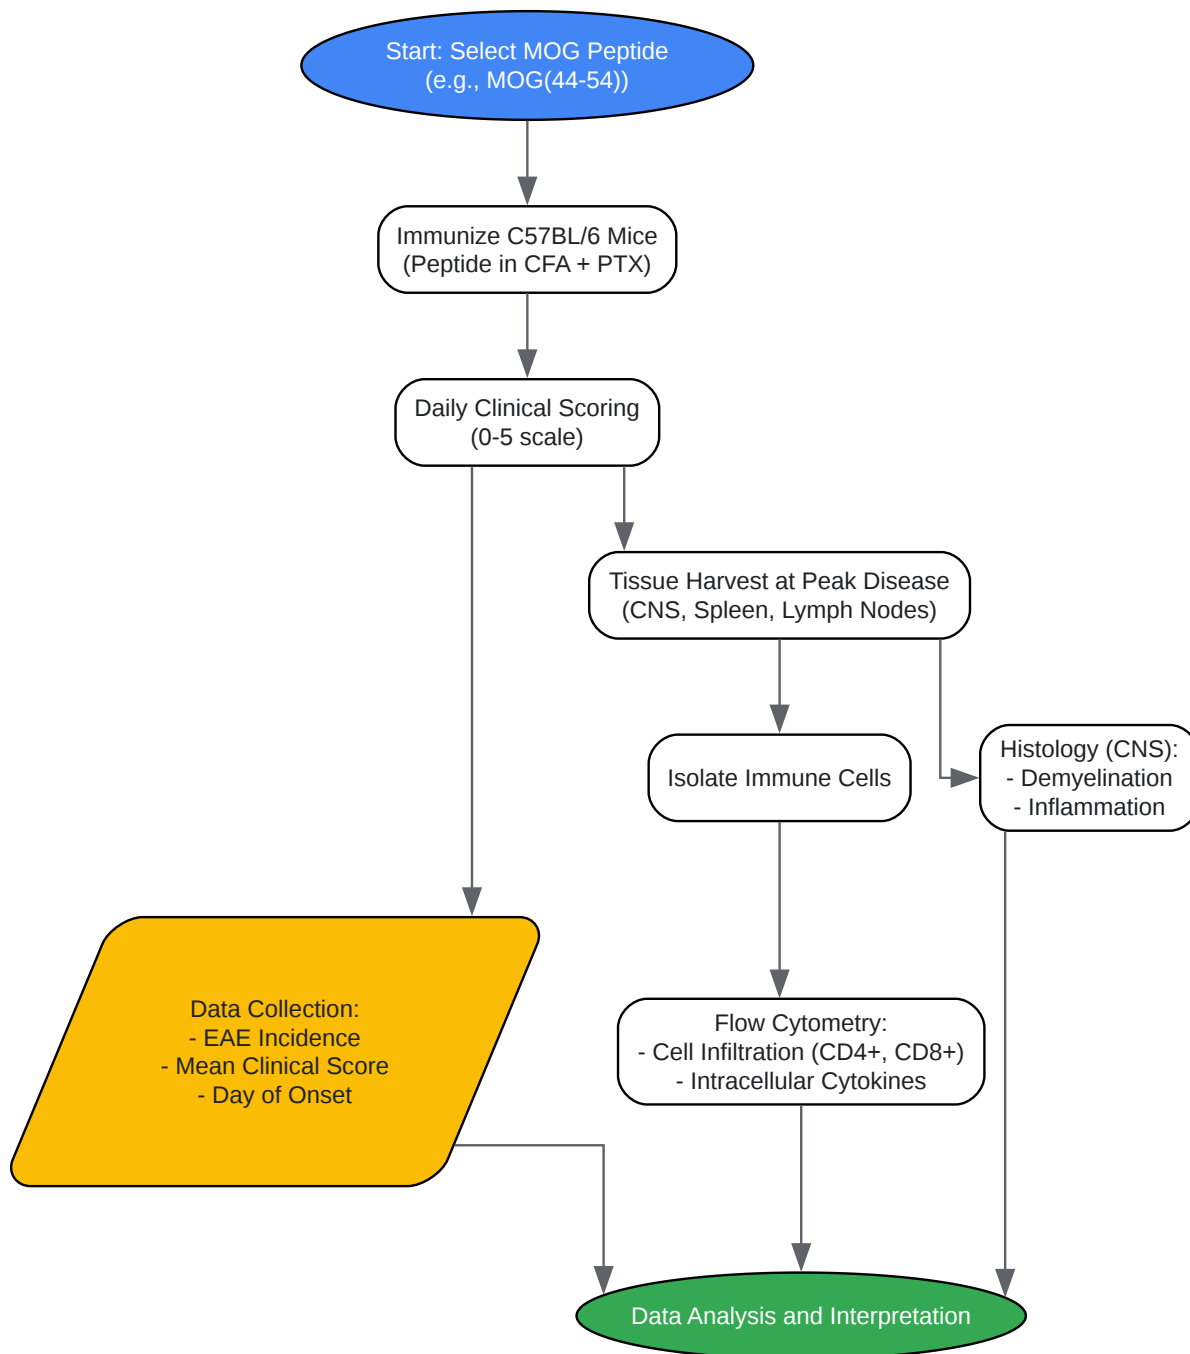 Start: Select MOG Peptide
(e.g., MOG(44-54))
Immunize C57BL/6 Mice
(Peptide in CFA + PTX)
Daily Clinical Scoring
(0-5 scale)
Tissue Harvest at Peak Disease
(CNS, Spleen, Lymph Nodes)
Isolate Immune Cells
Histology (CNS):
- Demyelination
- Inflammation
Data Collection:
- EAE Incidence
- Mean Clinical Score
- Day of Onset
Flow Cytometry:
- Cell Infiltration (CD4+, CD8+)
- Intracellular Cytokines
Data Analysis and Interpretation